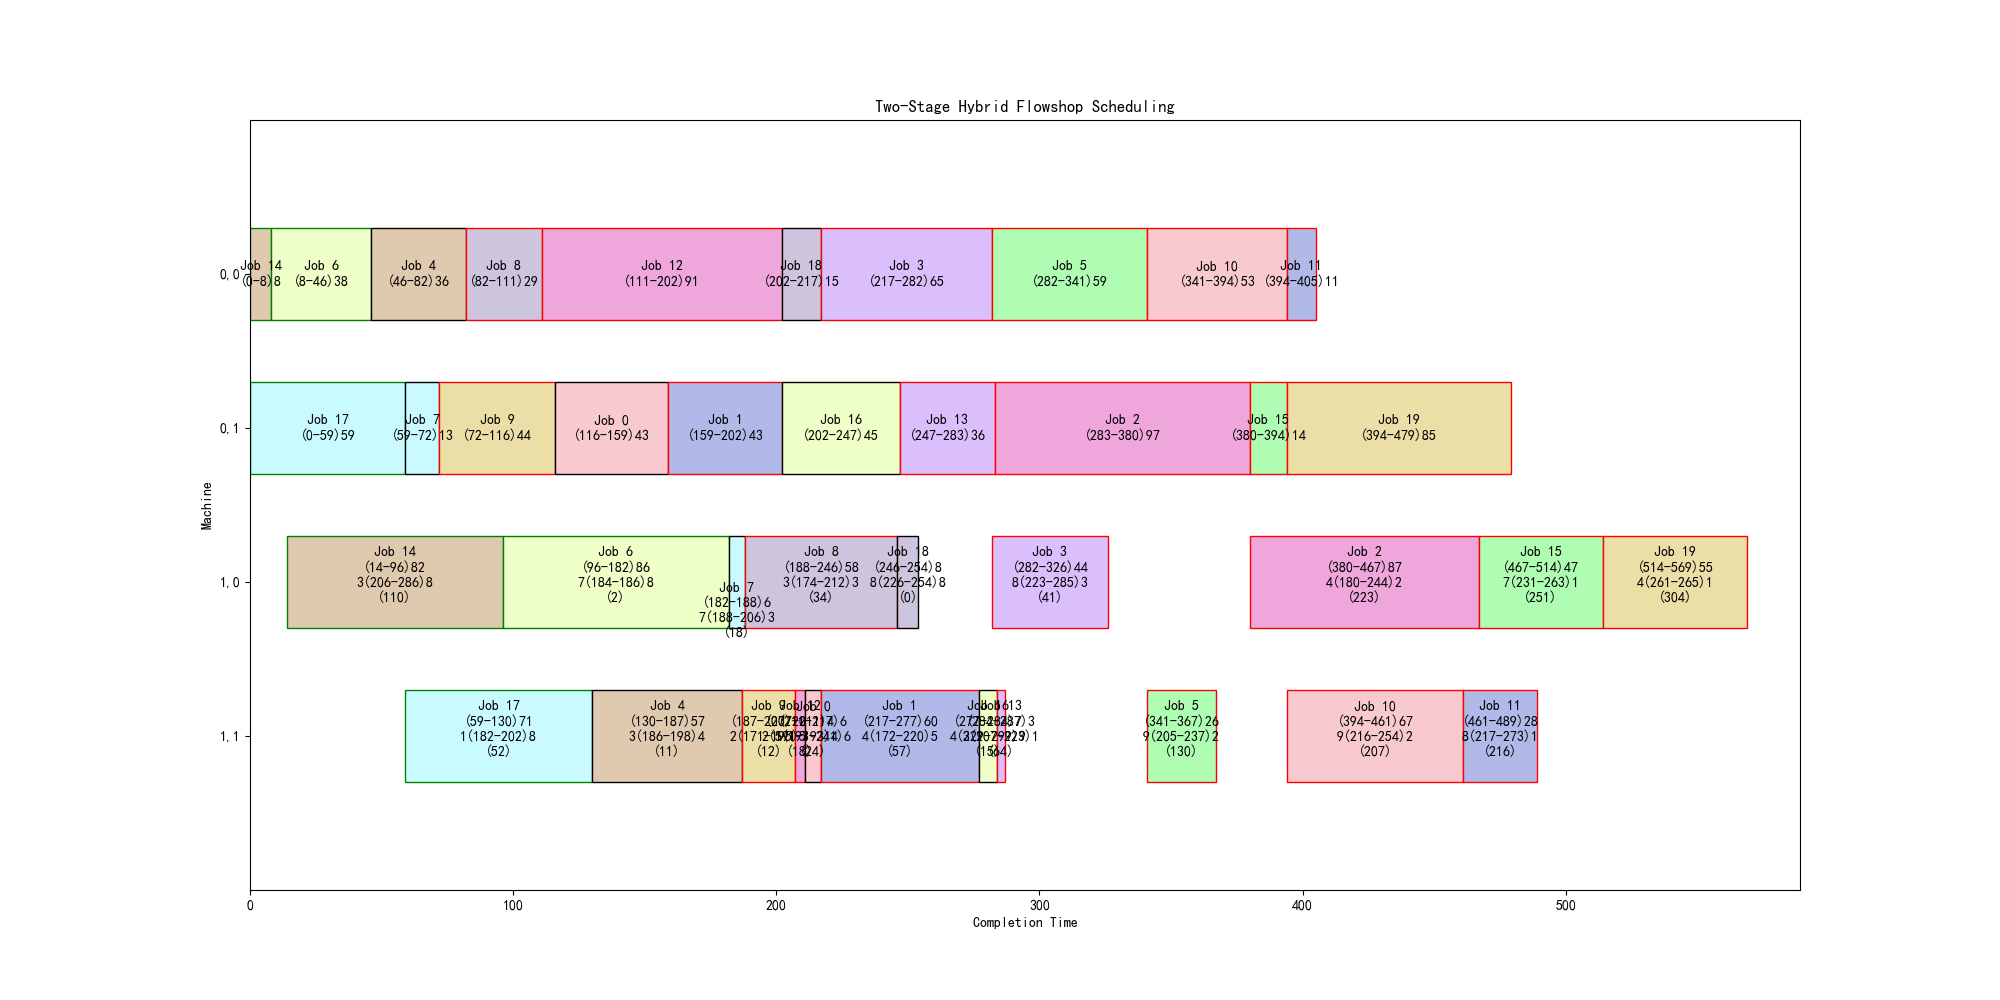 Two-Stage Hybrid Flowshop Scheduling
Machine
0,0
Job 14
(0-8)8
Job 6
(8-46)38
Job 4
(46-82)36
Job 8
(82-111)29
Job 12
(111-202)91
Job 18
(202-217)15
Job 3
(217-282)65
Job 5
(282-341)59
Job 10
(341-394)53
Job 11
(394-405)11
0,1
Job 17
(0-59)59
Job 7
(59-72)13
Job 9
(72-116)44
Job 0
(116-159)43
Job 1
(159-202)43
Job 16
(202-247)45
Job 13
(247-283)36
Job 2
(283-380)97
Job 15
(380-394)14
Job 19
(394-479)85
1,0
Job 14
(14-96)82
3(206-286)8
(110)
Job 6
(96-182)86
7(184-186)8
(2)
Job 7
(182-188)6
7(188-206)3
(18)
Job 8
(188-246)58
3(174-212)3
(34)
Job 18
(246-254)8
8(226-254)8
(0)
Job 3
(282-326)44
8(223-285)3
(41)
Job 2
(380-467)87
4(180-244)2
(223)
Job 15
(467-514)47
7(231-263)1
(251)
Job 19
(514-569)55
4(261-265)1
(304)
1,1
Job 17
(59-130)71
1(182-202)8
(52)
Job 4
(130-187)57
3(186-198)4
(11)
Job 9
(12)
Job 1
(217-277)60
4(172-220)5
(57)
Job 5
(341-367)26
9(205-237)2
(130)
Job 10
(394-461)67
9(216-254)2
(207)
Job 11
(461-489)28
8(217-273)1
(216)
0
100
200
300
400
500
Completion Time